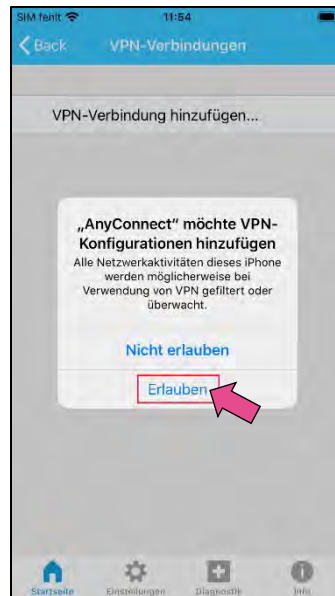 SIM fehlt 11:54
Back VPN-Verbindungen
VPN-Verbindung hinzufügen...
„AnyConnect“ möchte VPN-
Konfigurationen hinzufügen
Alle Netzwerkaktivitäten dieses iPhone
werden möglicherweise bei
Verwendung von VPN gefiltert oder
überwacht.
Nicht erlauben
Erlauben
Startseite Einstellungen Diagnostik Info